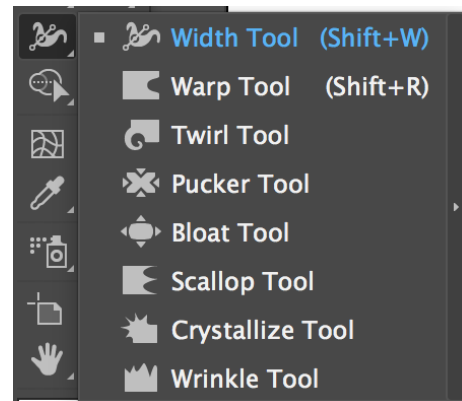 Width Tool (Shift+W)
Warp Tool (Shift+R)
Twirl Tool
Pucker Tool
Bloat Tool
Scallop Tool
Crystallize Tool
Wrinkle Tool